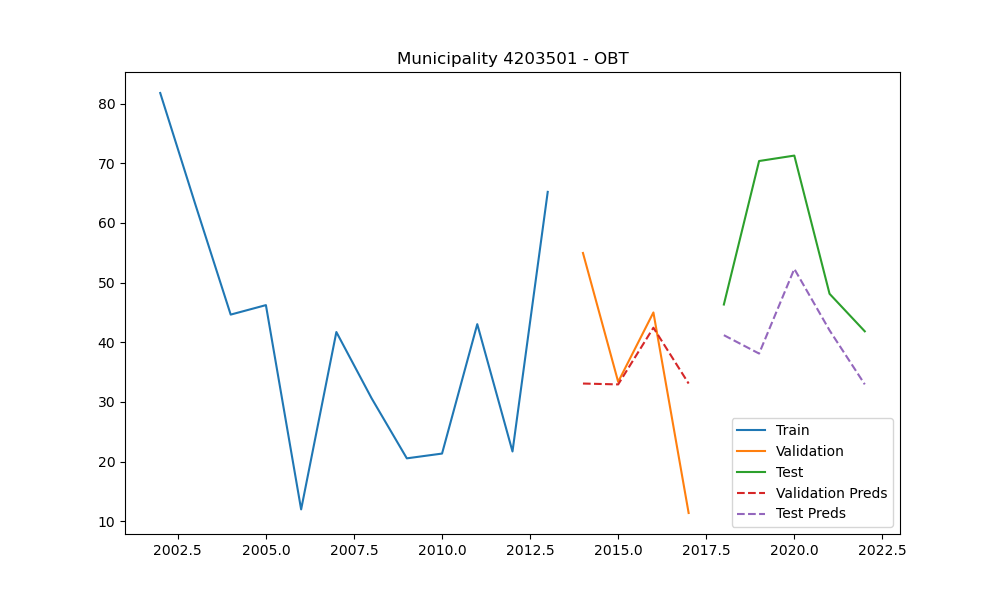 Municipality 4203501 - OBT
80
70
60
50
40
30
20
10
2002.5 2005.0 2007.5 2010.0 2012.5 2015.0 2017.5 2020.0 2022.5
Train
Validation
Test
Validation Preds
Test Preds